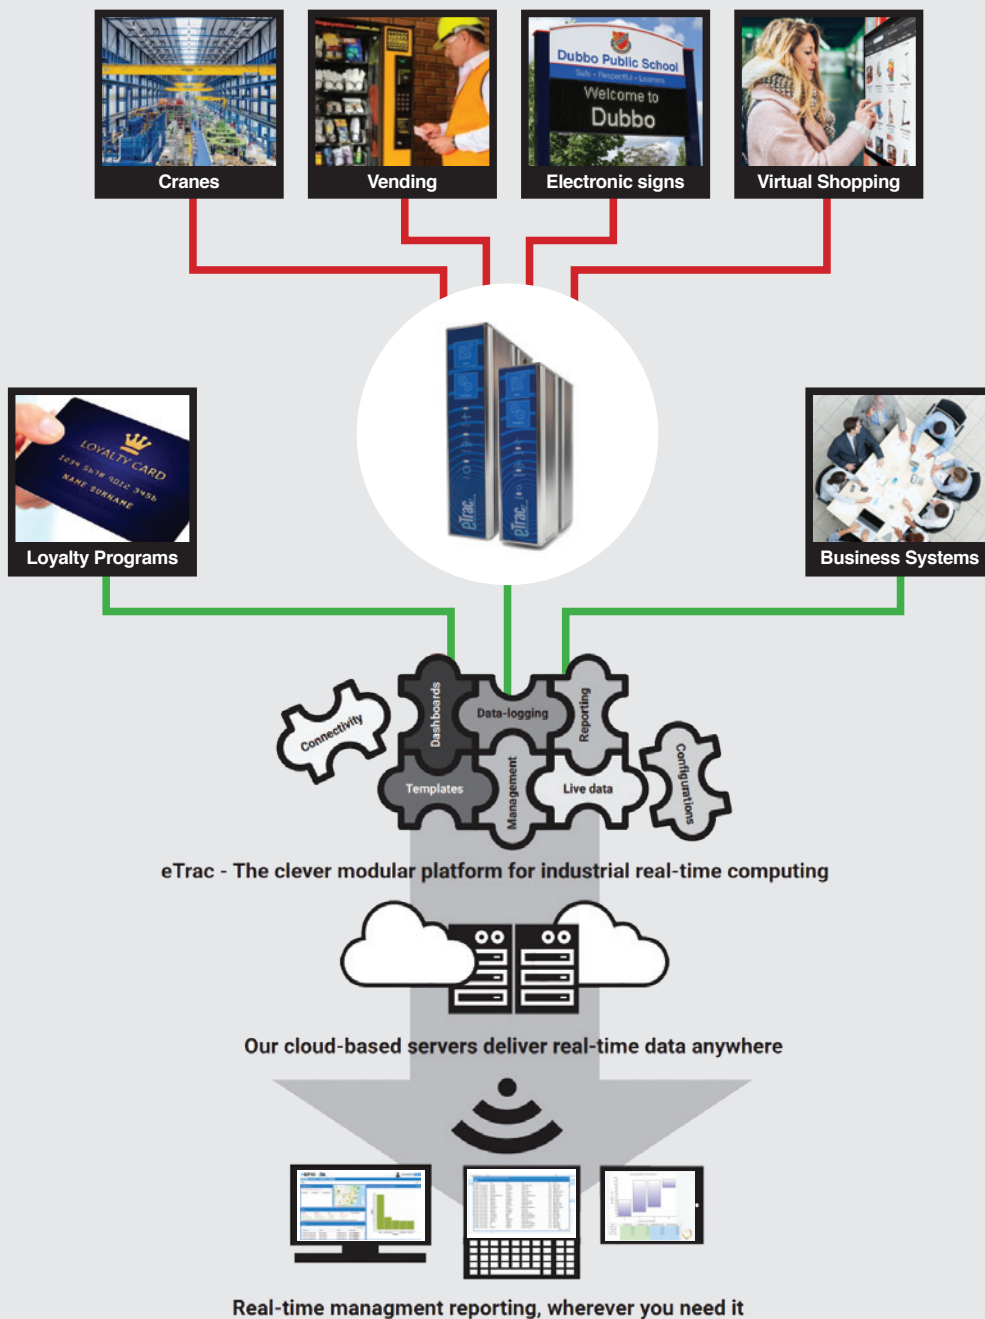 Dubbo Public School
Safe • Respectful • Learners
Welcome to
Dubbo
Cranes
Vending
Electronic signs
Virtual Shopping
eTrac
eTrac
LOYALTY CARD
1234 5678 9012 3456
NAME SURNAME
Loyalty Programs
Business Systems
Connectivity
Dashboards
Data-logging
Reporting
Configurations
Templates
Management
Live data
eTrac - The clever modular platform for industrial real-time computing
Our cloud-based servers deliver real-time data anywhere
Real-time managment reporting, wherever you need it